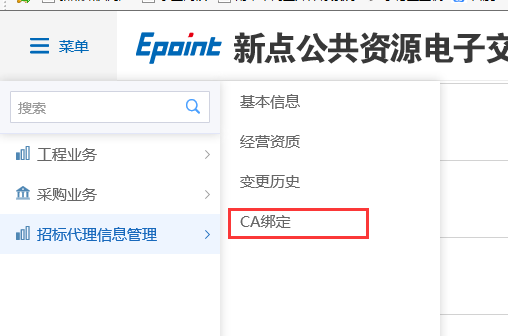 菜单
Epoint 新点公共资源电子交
搜索
工程业务
采购业务
招标代理信息管理
基本信息
经营资质
变更历史
CA绑定